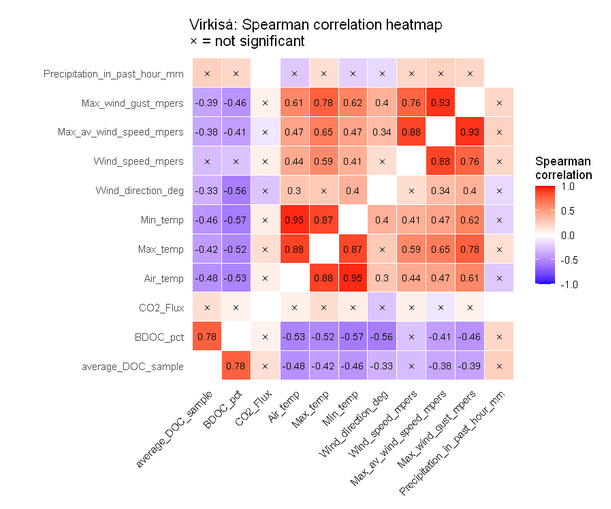 Virkisá: Spearman correlation heatmap
× = not significant
Precipitation_in_past_hour_mm × × × × × × × × × ×
Max_wind_gust_mpers -0.39 -0.46 × 0.61 0.78 0.62 0.4 0.76 0.93 ×
Max_av_wind_speed_mpers -0.38 -0.41 × 0.47 0.65 0.47 0.34 0.88 0.93 ×
Wind_speed_mpers × × × 0.44 0.59 0.41 × 0.88 0.76 ×
Wind_direction_deg -0.33 -0.56 × 0.3 × 0.4 × 0.34 0.4 ×
Min_temp -0.46 -0.57 × 0.95 0.87 0.4 0.41 0.47 0.62 ×
Max_temp -0.42 -0.52 × 0.88 0.87 × 0.59 0.65 0.78 ×
Air_temp -0.48 -0.53 × 0.88 0.95 0.3 0.44 0.47 0.61 ×
CO2_Flux × × × × × × × × ×
BDOC_pct 0.78 × -0.53 -0.52 -0.57 -0.56 × -0.41 -0.46 ×
average_DOC_sample 0.78 × -0.48 -0.42 -0.46 -0.33 × -0.38 -0.39 ×
average_DOC_sample
BDOC_pct
CO2_Flux
Air_temp
Max_temp
Min_temp
Wind_direction_deg
Wind_speed_mpers
Max_av_wind_speed_mpers
Max_wind_gust_mpers
Precipitation_in_past_hour_mm
Spearman
correlation
1.0
0.5
0.0
-0.5
-1.0